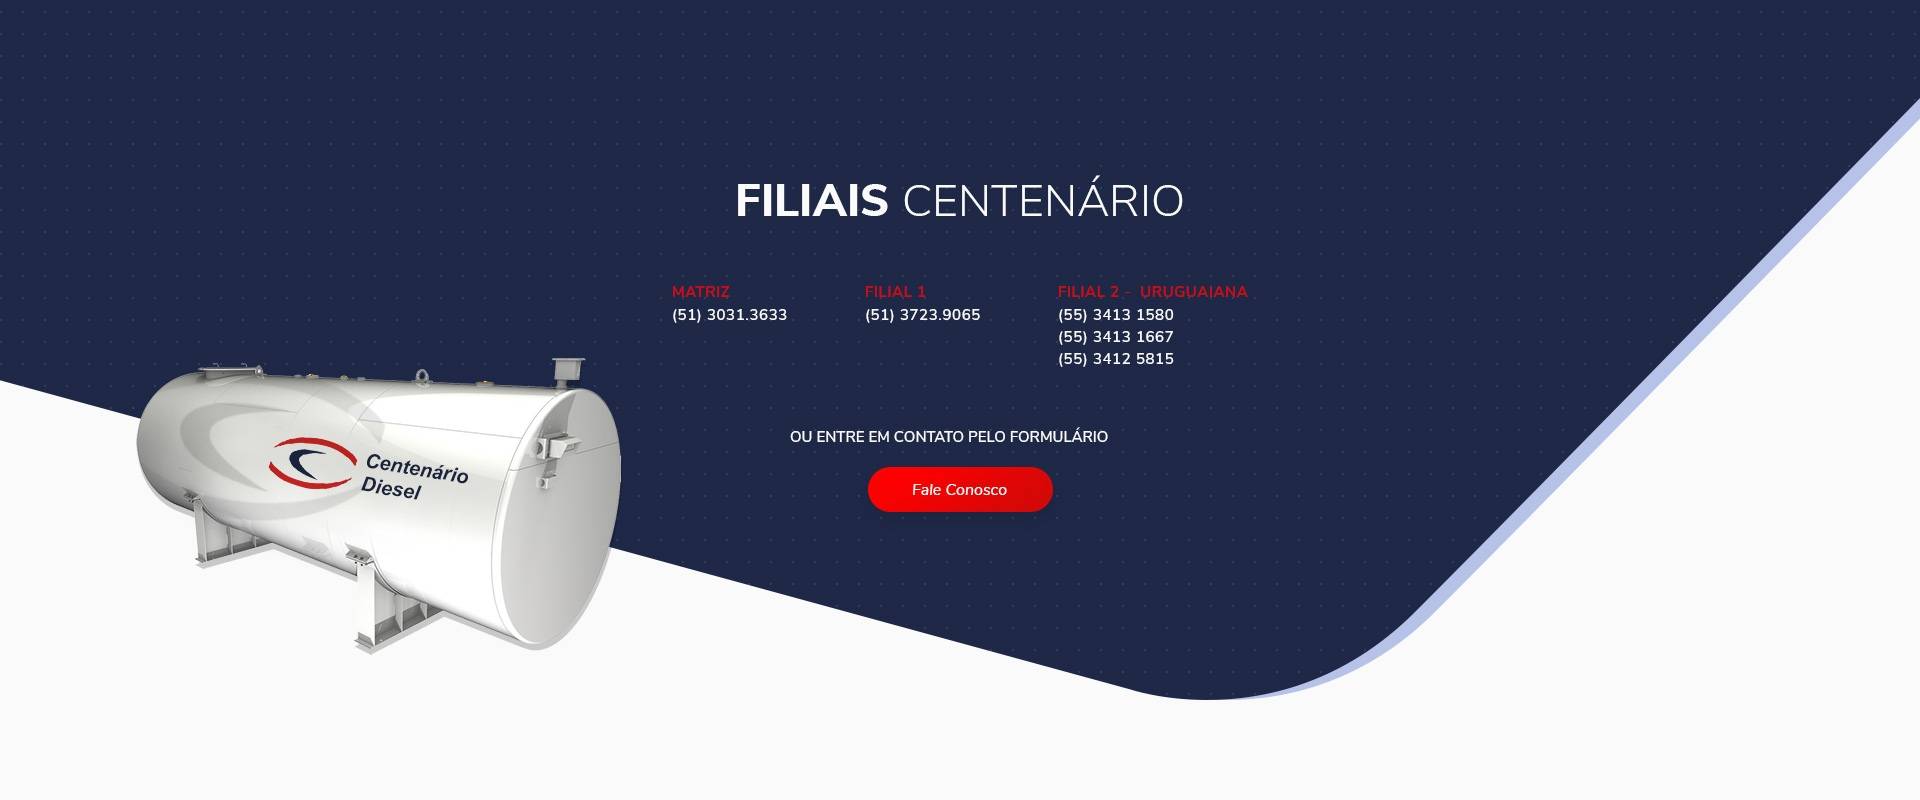 FILIAIS CENTENÁRIO
MATRIZ
(51) 3031.3633
FILIAL 1
(51) 3723.9065
FILIAL 2 - URUGUAIANA
(55) 3413 1580
(55) 3413 1667
(55) 3412 5815
OU ENTRE EM CONTATO PELO FORMULÁRIO
Fale Conosco
Centenário
Diesel